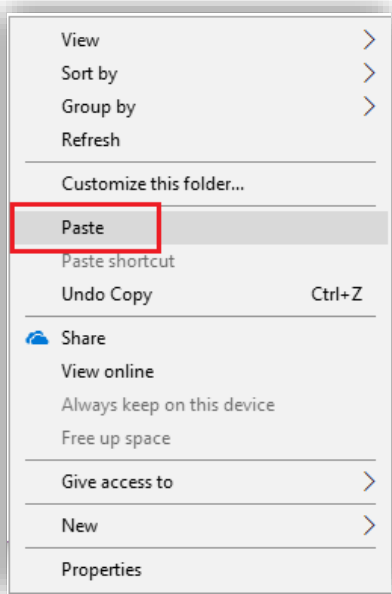 View
Sort by
Group by
Refresh
Customize this folder...
Paste
Paste shortcut
Undo Copy Ctrl+Z
Share
View online
Always keep on this device
Free up space
Give access to
New
Properties